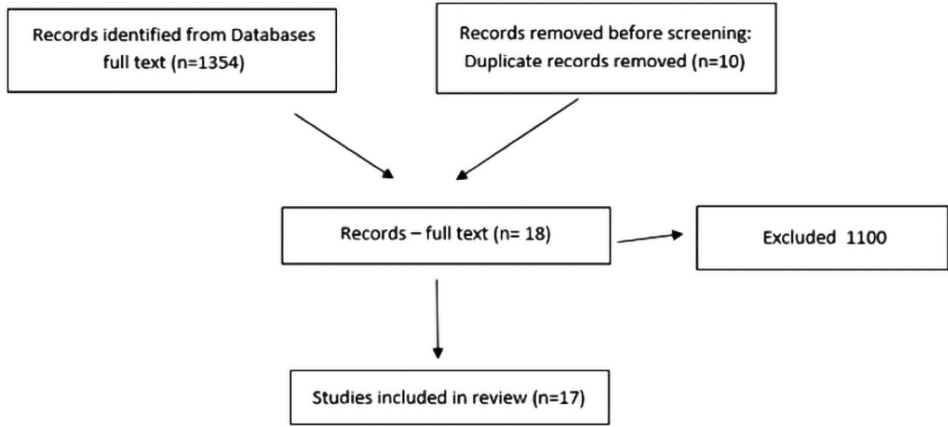 Records identified from Databases
full text (n=1354)
Records removed before screening:
Duplicate records removed (n=10)
Records – full text (n= 18)
Excluded 1100
Studies included in review (n=17)